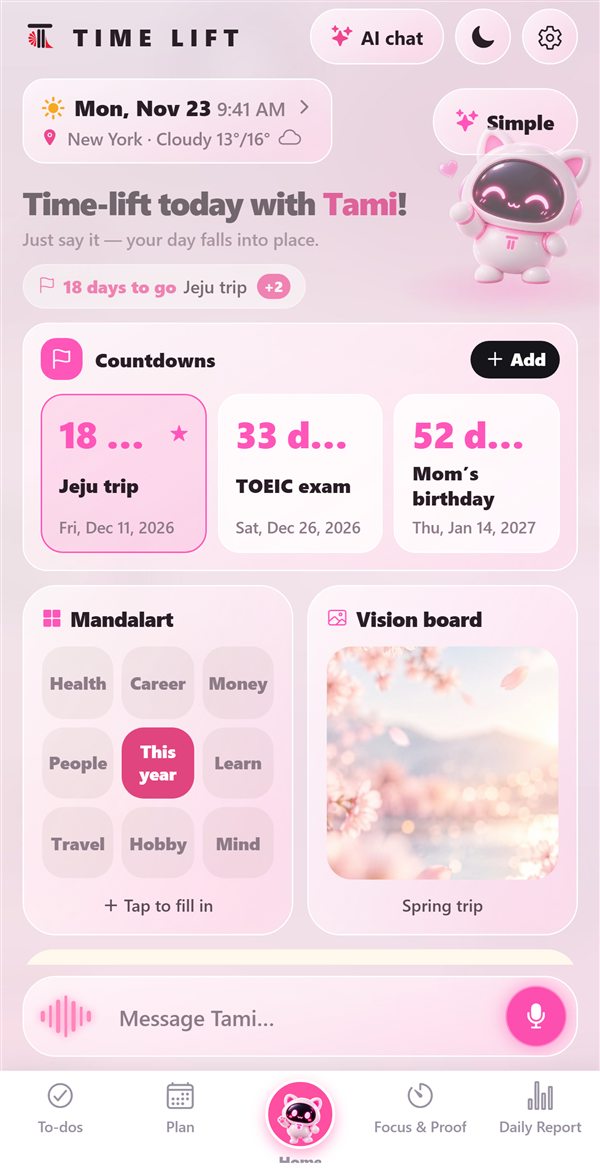 TIME LIFT
AI chat
Mon, Nov 23 9:41 AM
New York · Cloudy 13°/16°
Simple
Time-lift today with Tami!
Just say it — your day falls into place.
18 days to go Jeju trip +2
Countdowns
+ Add
18 ...
Jeju trip
Fri, Dec 11, 2026
33 d...
TOEIC exam
Sat, Dec 26, 2026
52 d...
Mom's
birthday
Thu, Jan 14, 2027
Mandalart
Health Career Money
People This year Learn
Travel Hobby Mind
+ Tap to fill in
Vision board
Spring trip
Message Tami...
To-dos
Plan
Home
Focus & Proof
Daily Report